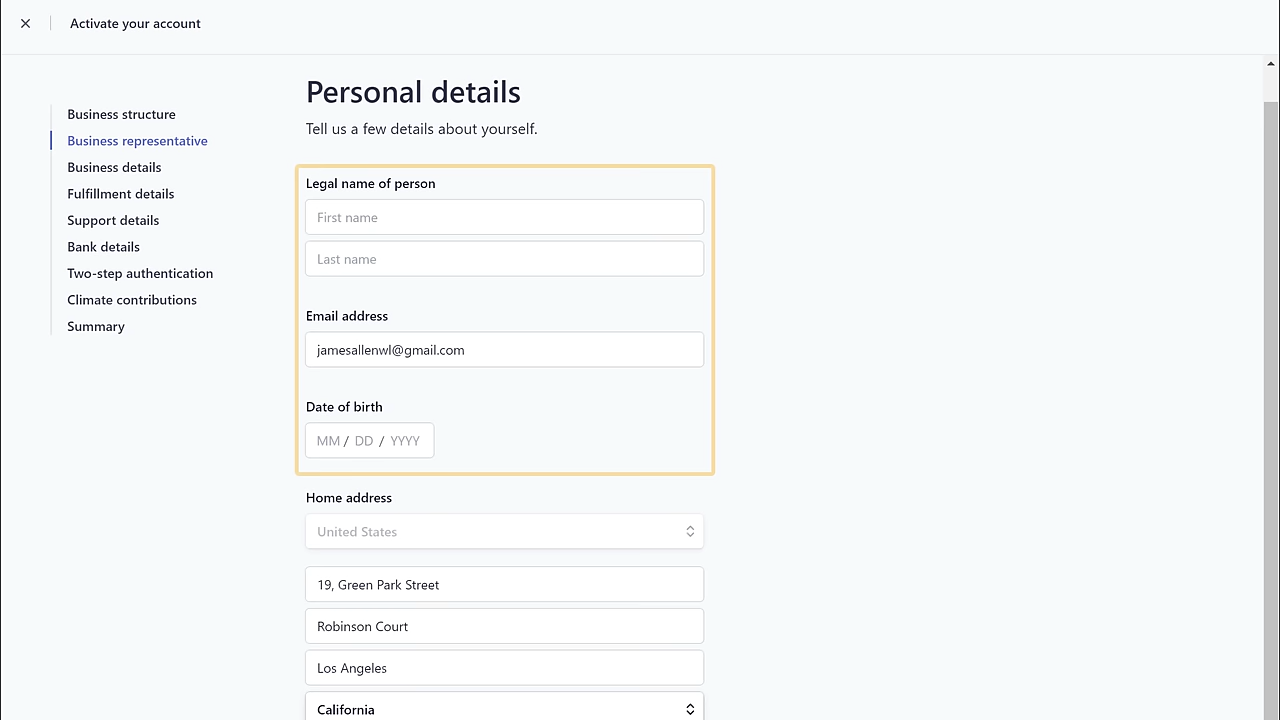 Activate your account
Business structure
Business representative
Business details
Fulfillment details
Support details
Bank details
Two-step authentication
Climate contributions
Summary
Personal details
Tell us a few details about yourself.
Legal name of person
First name
Last name
Email address
jamesallenwl@gmail.com
Date of birth
MM / DD / YYYY
Home address
United States
19, Green Park Street
Robinson Court
Los Angeles
California